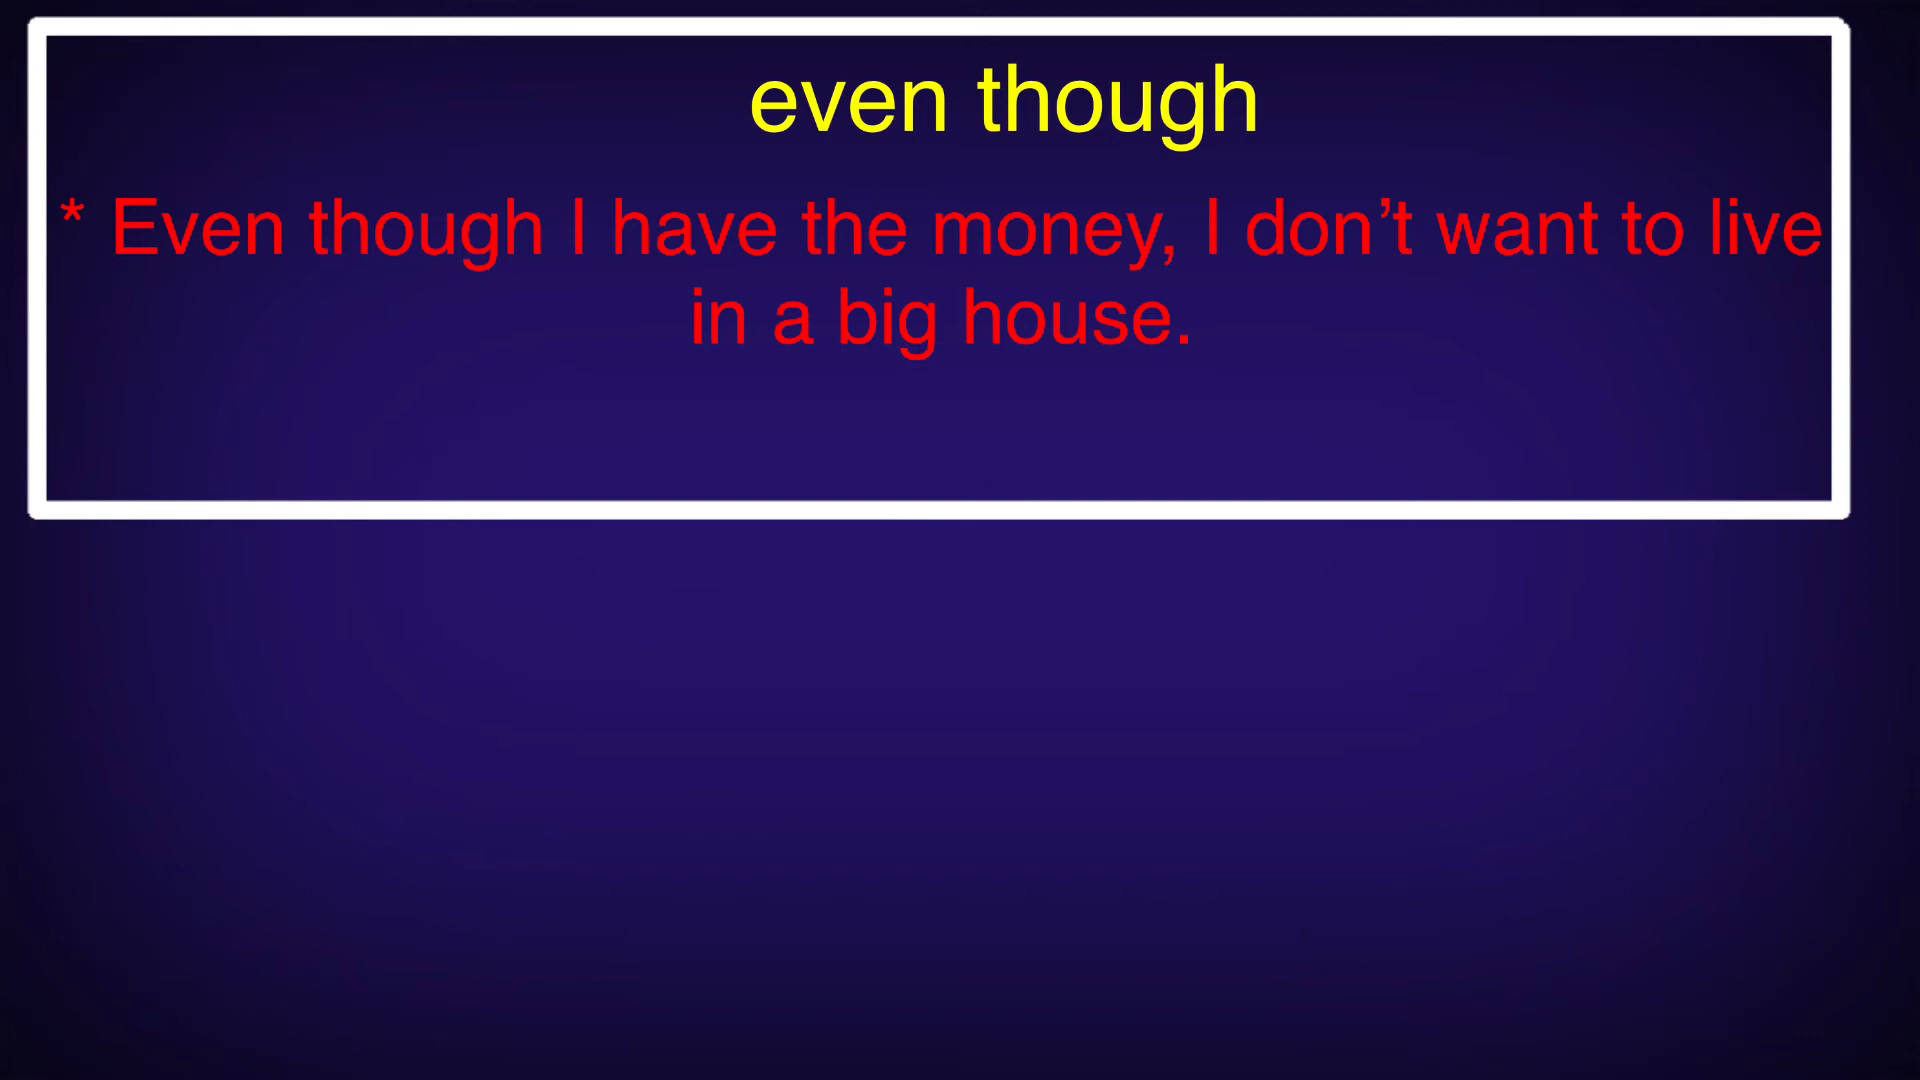 even though
* Even though I have the money, I don’t want to live
in a big house.